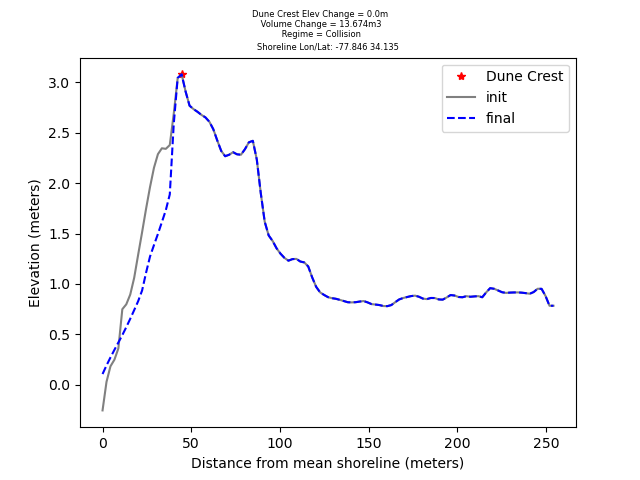 Dune Crest Elev Change = 0.0m
Volume Change = 13.674m3
Regime = Collision
Shoreline Lon/Lat: -77.846 34.135
Dune Crest
init
final
Elevation (meters)
3.0
2.5
2.0
1.5
1.0
0.5
0.0
0 50 100 150 200 250
Distance from mean shoreline (meters)